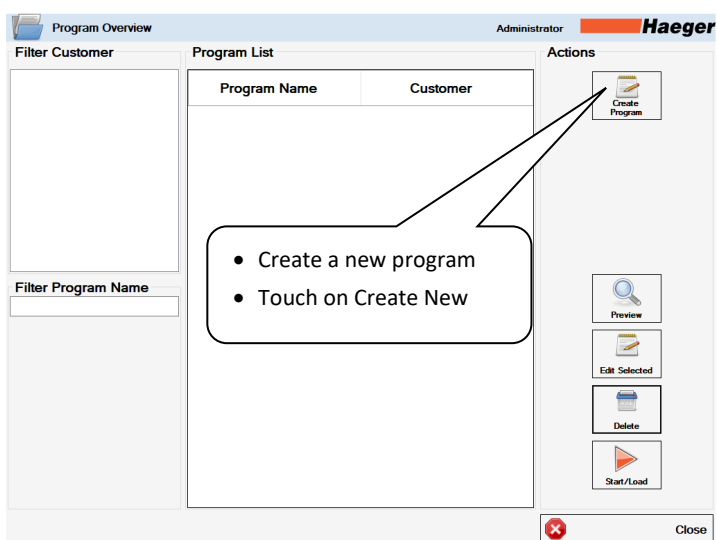 Program Overview
Administrator
Haeger
Filter Customer
Program List
Actions
Program Name
Customer
Create
Program
• Create a new program
• Touch on Create New
Filter Program Name
Preview
Edit Selected
Delete
Start/Load
Close